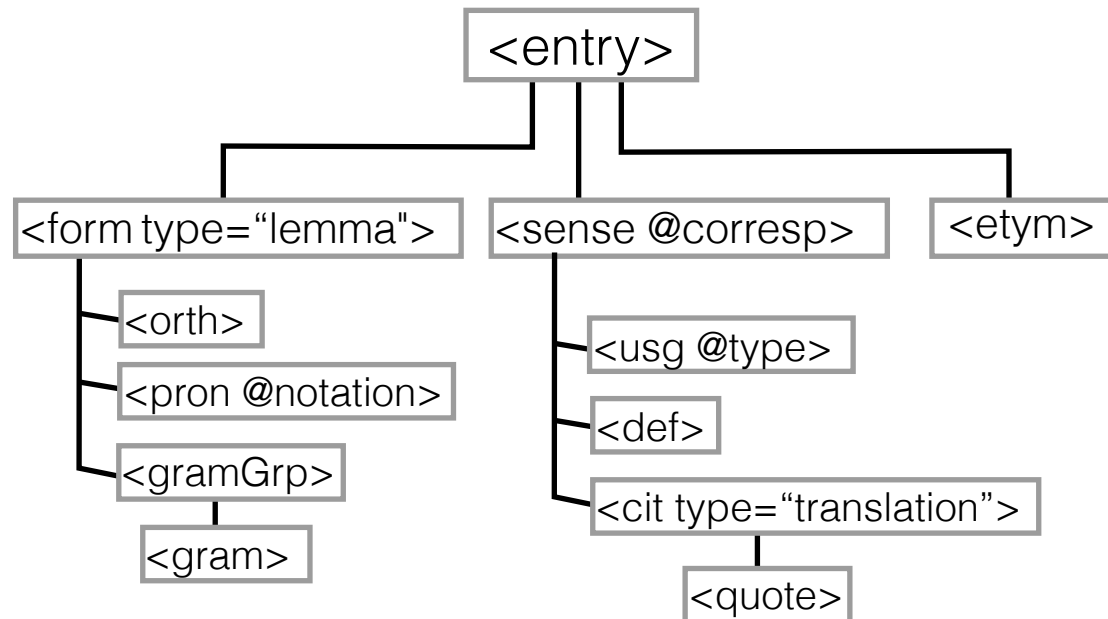 <entry>
<form type=“lemma">
<orth>
<pron @notation>
<gramGrp>
<gram>
<sense @corresp>
<usg @type>
<def>
<cit type=“translation”>
<quote>
<etym>